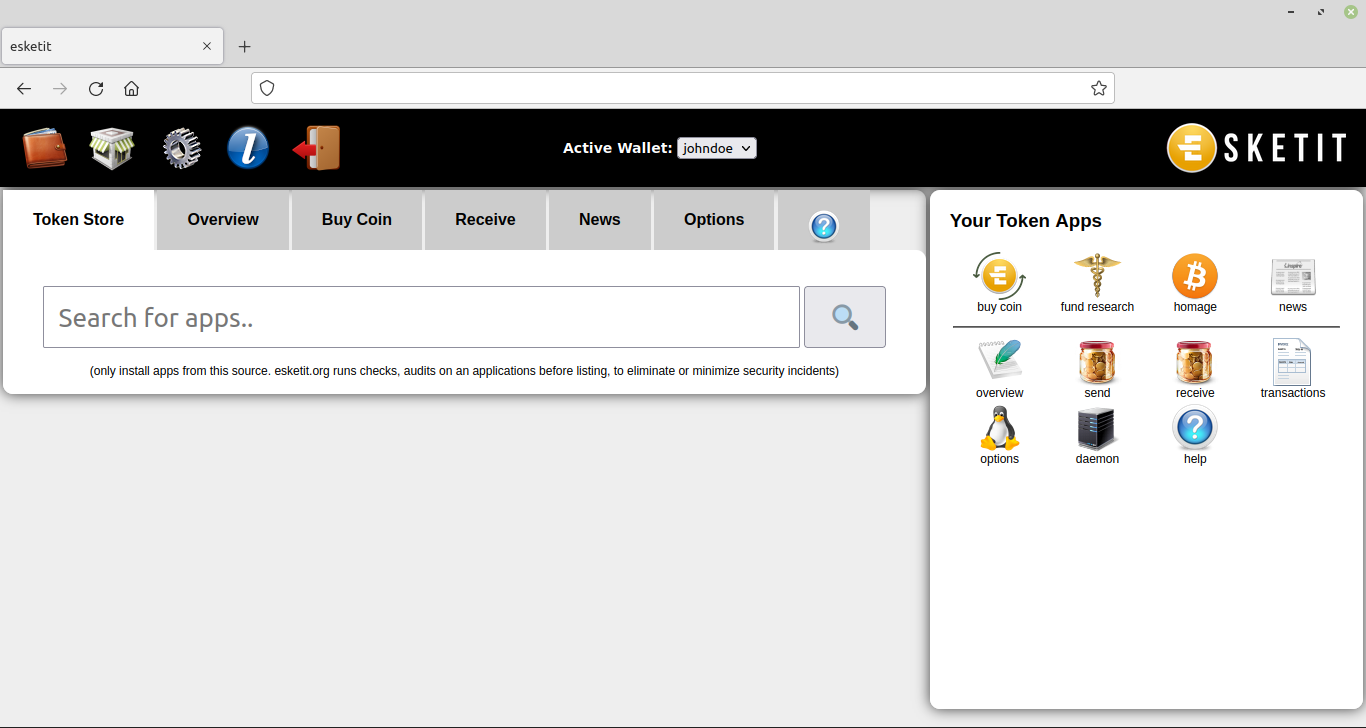 esketit
Active Wallet: johndoe
ESKETIT
Token Store Overview Buy Coin Receive News Options
Search for apps..
(only install apps from this source. esketit.org runs checks, audits on an applications before listing, to eliminate or minimize security incidents)
Your Token Apps
buy coin fund research homage news
overview send receive transactions
options daemon help